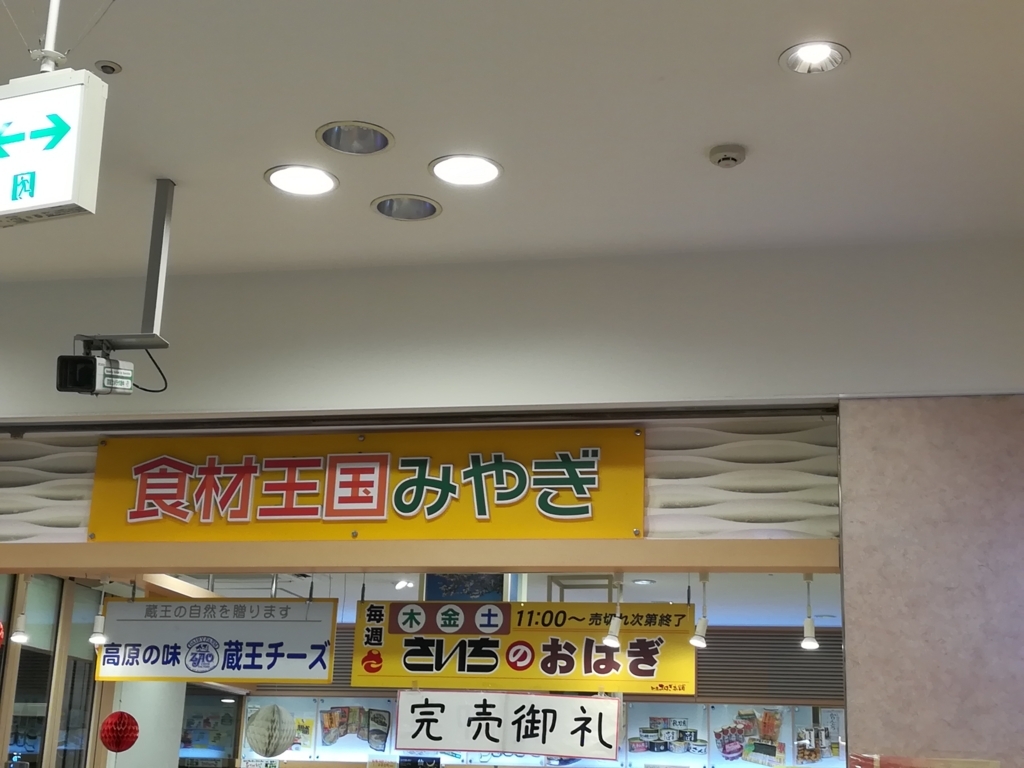 食材王国みやぎ
蔵王の自然を贈ります
高原の味 蔵王チーズ
毎週 木 金 土 11:00～売切れ次第終了
さいちのおはぎ
完売御礼